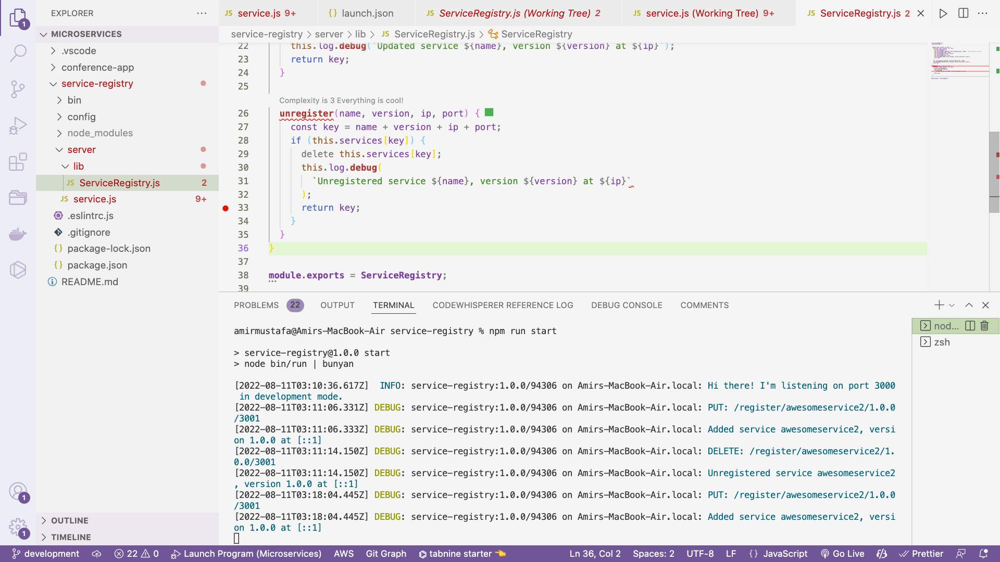 EXPLORER
MICROSERVICES
.vscode
conference-app
service-registry
bin
config
node_modules
server
lib
JS ServiceRegistry.js 2
JS service.js 9+
.eslintrc.js
.gitignore
{} package-lock.json
{} package.json
README.md
OUTLINE
TIMELINE
1
1
1
JS service.js 9+
{} launch.json
JS ServiceRegistry.js (Working Tree) 2
JS service.js (Working Tree) 9+
JS ServiceRegistry.js 2
service-registry > server > lib > JS ServiceRegistry.js > ServiceRegistry
22 this.log.debug(`Updated service ${name}, version ${version} at ${ip}`);
23 return key;
24 }
25
Complexity is 3 Everything is cool!
26 unregister(name, version, ip, port) {
27 const key = name + version + ip + port;
28 if (this.services[key]) {
29 delete this.services[key];
30 this.log.debug(
31 `Unregistered service ${name}, version ${version} at ${ip}`
32 );
33 return key;
34 }
35 }
36 }
37
38 module.exports = ServiceRegistry;
39
PROBLEMS 22 OUTPUT TERMINAL CODEWHISPERER REFERENCE LOG DEBUG CONSOLE COMMENTS
nod...
zsh
amirmustafa@Amirs-MacBook-Air service-registry % npm run start
> service-registry@1.0.0 start
> node bin/run | bunyan
[2022-08-11T03:10:36.617Z]  INFO: service-registry:1.0.0/94306 on Amirs-MacBook-Air.local: Hi there! I'm listening on port 3000
in development mode.
[2022-08-11T03:11:06.331Z] DEBUG: service-registry:1.0.0/94306 on Amirs-MacBook-Air.local: PUT: /register/awesomeservice2/1.0.0
/3001
[2022-08-11T03:11:06.333Z] DEBUG: service-registry:1.0.0/94306 on Amirs-MacBook-Air.local: Added service awesomeservice2, versi
on 1.0.0 at [::1]
[2022-08-11T03:11:14.150Z] DEBUG: service-registry:1.0.0/94306 on Amirs-MacBook-Air.local: DELETE: /register/awesomeservice2/1.
0.0/3001
[2022-08-11T03:11:14.150Z] DEBUG: service-registry:1.0.0/94306 on Amirs-MacBook-Air.local: Unregistered service awesomeservice2
, version 1.0.0 at [::1]
[2022-08-11T03:18:04.445Z] DEBUG: service-registry:1.0.0/94306 on Amirs-MacBook-Air.local: PUT: /register/awesomeservice2/1.0.0
/3001
[2022-08-11T03:18:04.445Z] DEBUG: service-registry:1.0.0/94306 on Amirs-MacBook-Air.local: Added service awesomeservice2, versi
on 1.0.0 at [::1]
development 22 0 Launch Program (Microservices) AWS Git Graph tabnine starter 👈 Ln 36, Col 2 Spaces: 2 UTF-8 LF {} JavaScript Go Live Prettier